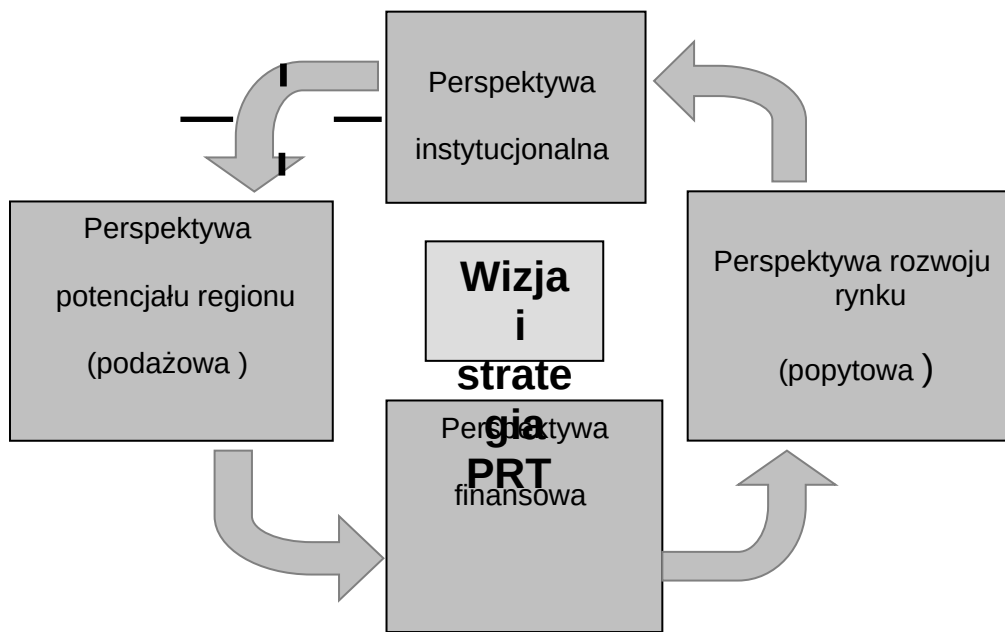 Perspektywa
instytucjonalna
Perspektywa
potencjału regionu
(podażowa )
Wizja
i
strate
gia
PRT
Perspektywa rozwoju
rynku
(popytowa )
Perspektywa
finansowa